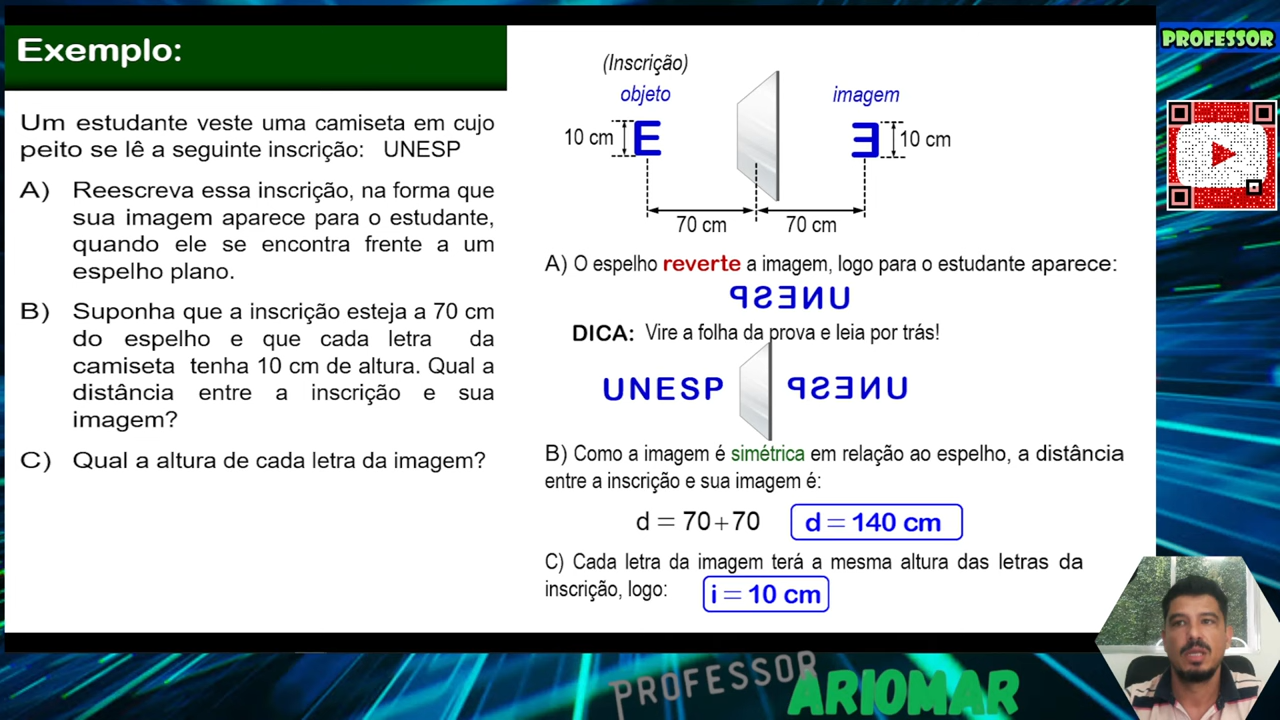 Exemplo:
Um estudante veste uma camiseta em cujo
peito se lê a seguinte inscrição: UNESP
A) Reescreva essa inscrição, na forma que
sua imagem aparece para o estudante,
quando ele se encontra frente a um
espelho plano.
B) Suponha que a inscrição esteja a 70 cm
do espelho e que cada letra da
camiseta tenha 10 cm de altura. Qual a
distância entre a inscrição e sua
imagem?
C) Qual a altura de cada letra da imagem?
(Inscrição)
objeto
imagem
10 cm E
Ǝ 10 cm
70 cm 70 cm
A) O espelho reverte a imagem, logo para o estudante aparece:
ꟼƧƎИU
DICA: Vire a folha da prova e leia por trás!
UNESP ꟼƧƎИU
B) Como a imagem é simétrica em relação ao espelho, a distância
entre a inscrição e sua imagem é:
d = 70+70 d = 140 cm
C) Cada letra da imagem terá a mesma altura das letras da
inscrição, logo: i = 10 cm
PROFESSOR
PROFESSOR
ARIOMAR